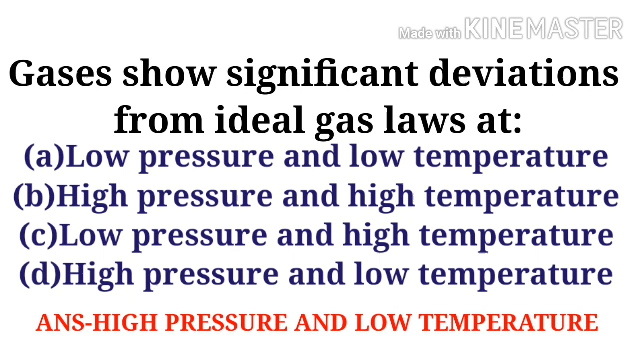 Made with KINEMASTER
Gases show significant deviations
from ideal gas laws at:
(a)Low pressure and low temperature
(b)High pressure and high temperature
(c)Low pressure and high temperature
(d)High pressure and low temperature
ANS-HIGH PRESSURE AND LOW TEMPERATURE